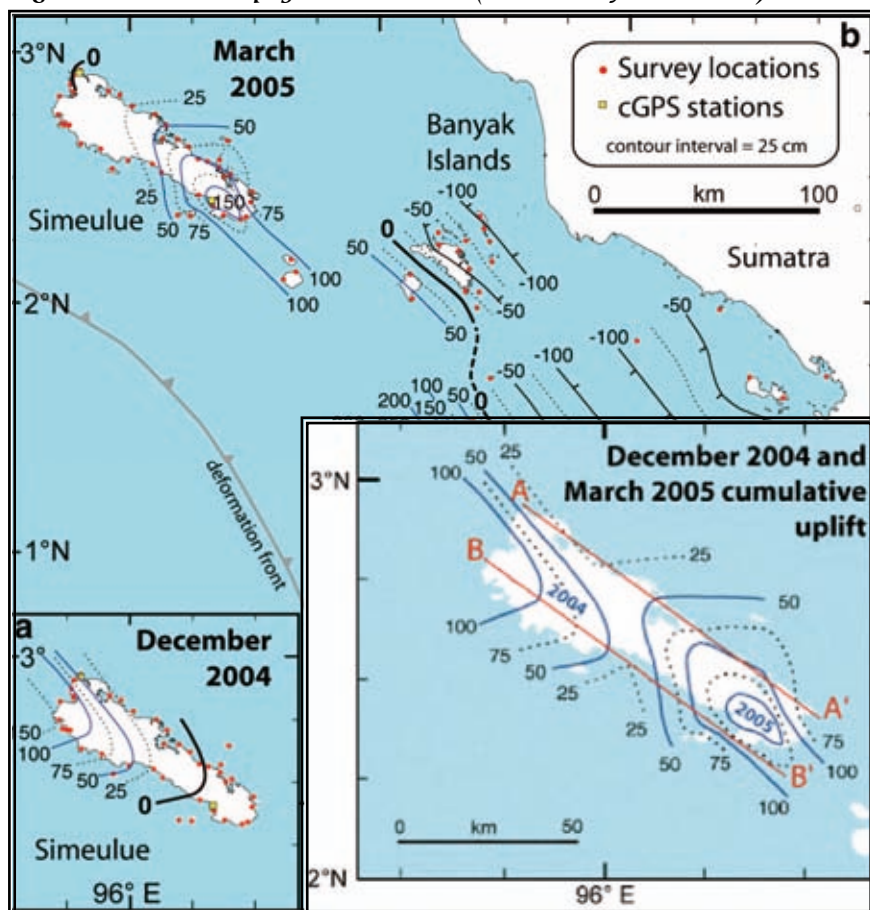 b
March
2005
3°N
0
25
50
150
25
50
75
75
100
100
Simeulue
Banyak
Islands
-100
-50
-50
-100
0
50
50
-100
Survey locations
cGPS stations
contour interval = 25 cm
0
100
km
Sumatra
2°N
-50
-100
-100
-50
100
50
200
150
0
deformation front
1°N
a
December
2004
3°
50
100
75
50
25
0
Simeulue
96° E
December 2004 and
March 2005 cumulative
uplift
3°N
100
50
25
A
B
25
2004
50
100
75
50
25
2005
A'
75
50
75
B'
100
100
0
50
km
2°N
96° E